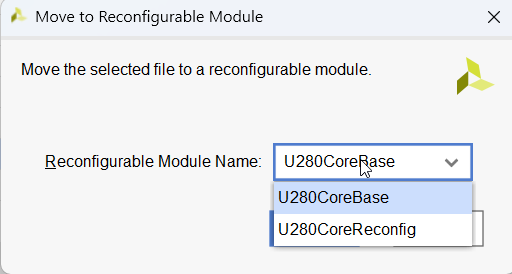 Move to Reconfigurable Module
Move the selected file to a reconfigurable module.
Reconfigurable Module Name: U280CoreBase
U280CoreBase
U280CoreReconfig